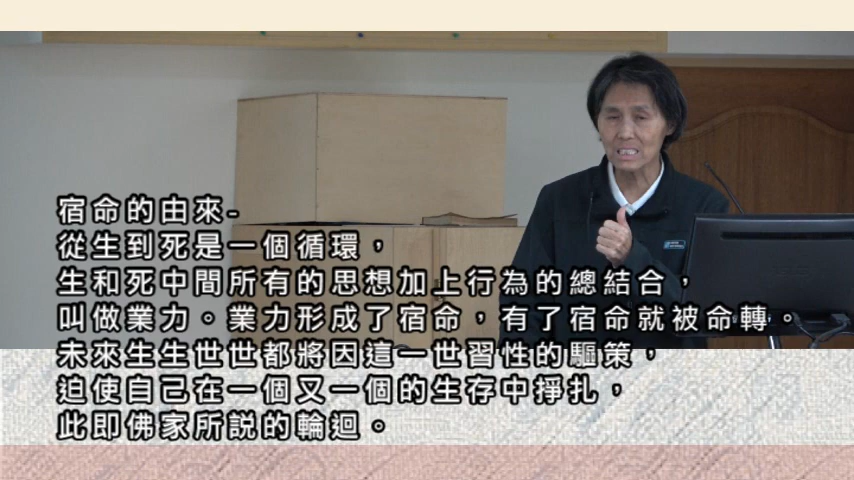 宿命的由來-
從生到死是一個循環，
生和死中間所有的思想加上行為的總結合，
叫做業力。業力形成了宿命，有了宿命就被命轉。
未來生生世世都將因這一世習性的驅策，
迫使自己在一個又一個的生存中掙扎，
此即佛家所說的輪迴。